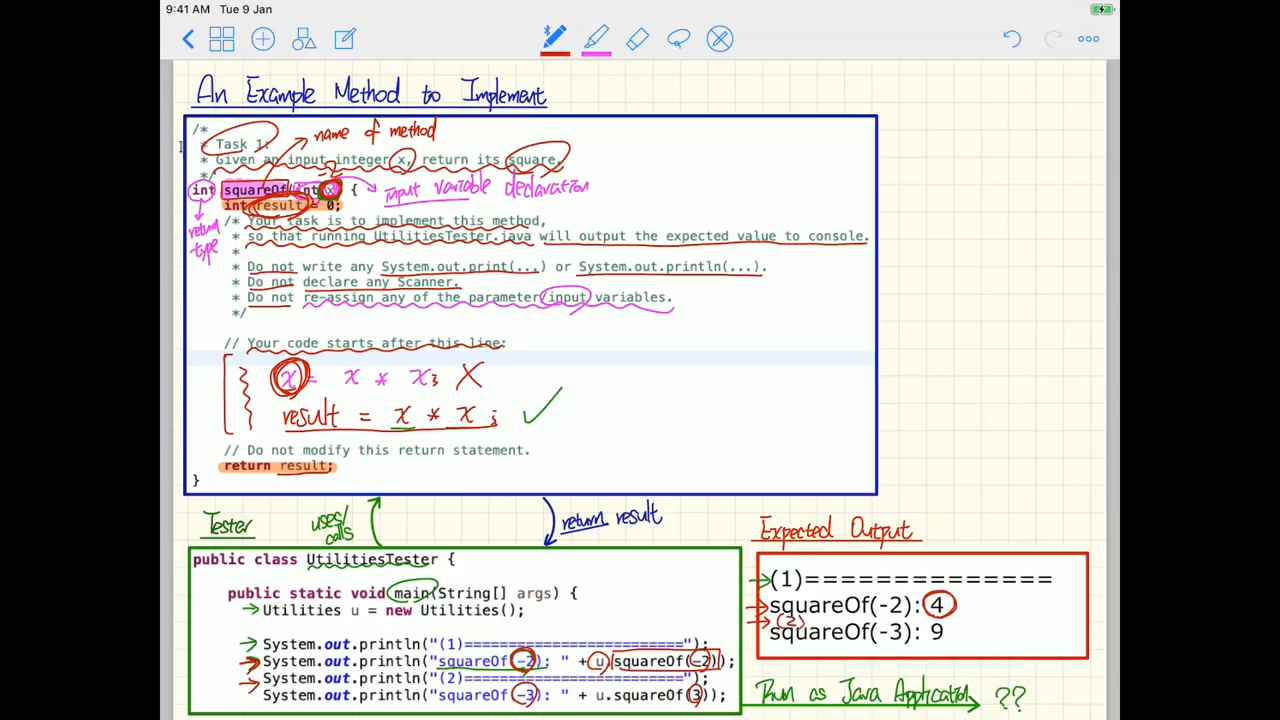 9:41 AM Tue 9 Jan
An Example Method to Implement
/*
* Task 1:
name of method
* Given an input integer x, return its square.
-2
*/
int squareOf(int x) {
input variable declaration
int result = 0;
return type
/* Your task is to implement this method,
* so that running UtilitiesTester.java will output the expected value to console.
*
* Do not write any System.out.print(...) or System.out.println(...).
* Do not declare any Scanner.
* Do not re-assign any of the parameter/input variables.
*/
// Your code starts after this line:
x = x * x; X
result = x * x; ✓
// Do not modify this return statement.
return result;
}
Tester
uses/calls
return result
Expected Output
public class UtilitiesTester {
public static void main(String[] args) {
Utilities u = new Utilities();
System.out.println("(1)========================");
System.out.println("squareOf(-2): " + u.squareOf(-2));
System.out.println("(2)========================");
System.out.println("squareOf(-3): " + u.squareOf(3));
(1)==============
squareOf(-2): 4
(2)
squareOf(-3): 9
Run as Java Application ??